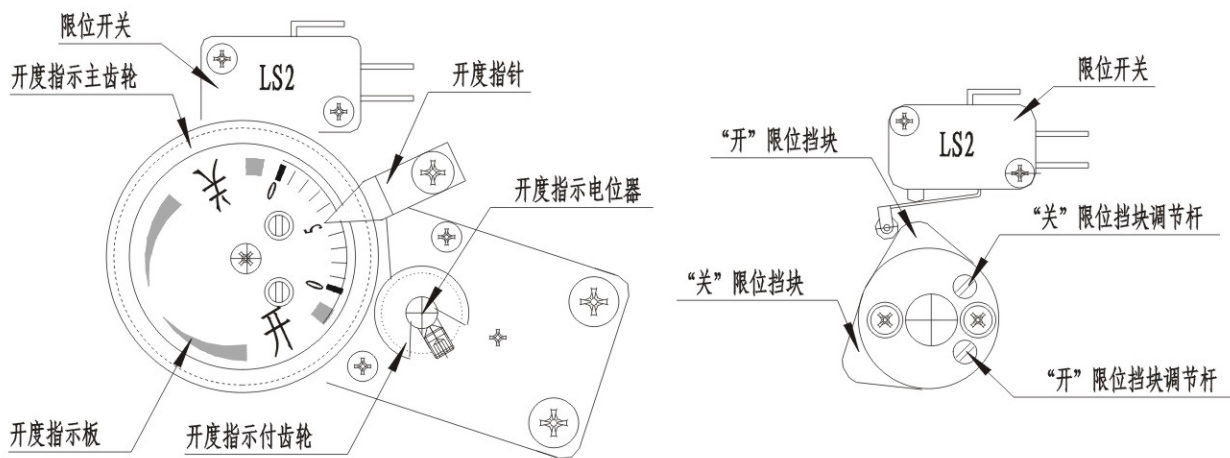 限位开关
开度指示主齿轮
LS2
开度指针
开度指示电位器
关
0
5
0
开
开度指示板
开度指示付齿轮
限位开关
“开”限位挡块
LS2
“关”限位挡块调节杆
“关”限位挡块
“开”限位挡块调节杆